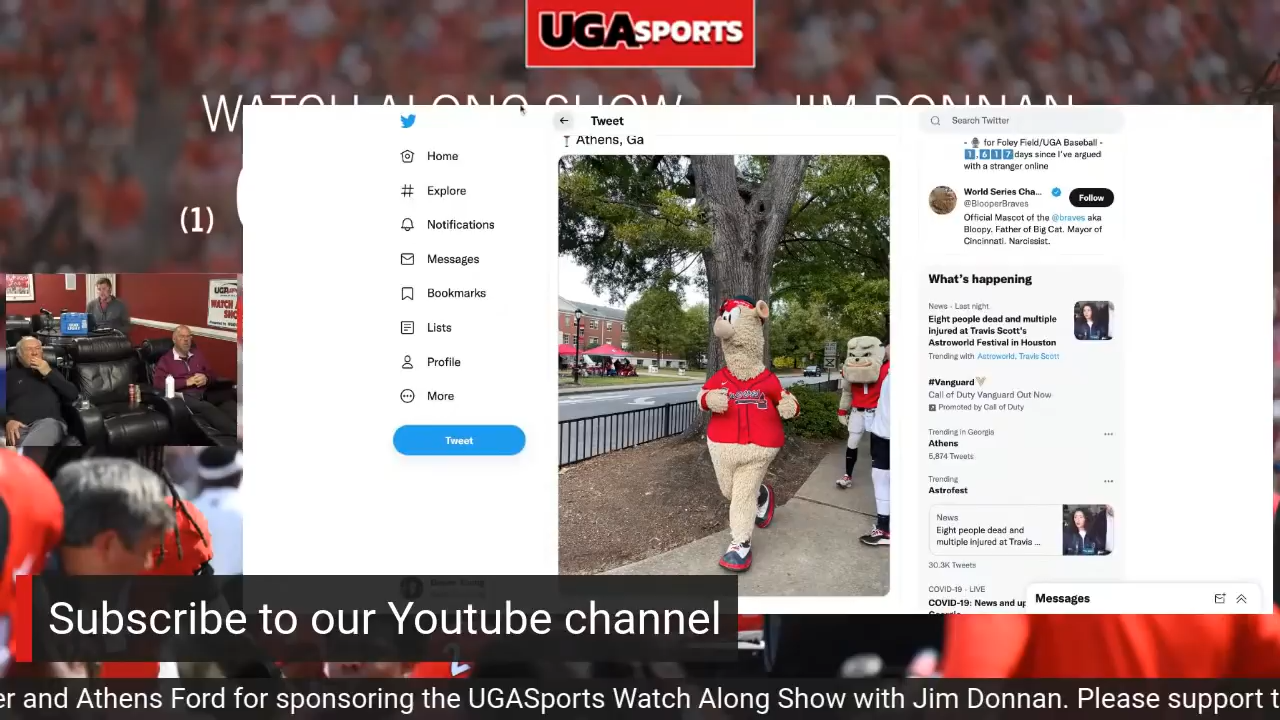 UGASPORTS
WATCH ALONG SHOW JIM DONNAN
(1)
Home
Explore
Notifications
Messages
Bookmarks
Lists
Profile
More
Tweet
Tweet
Athens, Ga
Search Twitter
- for Foley Field/UGA Baseball -
1,617 days since I've argued
with a stranger online
World Series Cha...
@BlooperBraves
Follow
Official Mascot of the @braves aka
Bloopy. Father of Big Cat. Mayor of
Cincinnati. Narcissist.
What's happening
News · Last night
Eight people dead and multiple
injured at Travis Scott's
Astroworld Festival in Houston
Trending with Astroworld, Travis Scott
#Vanguard
Call of Duty Vanguard Out Now
Promoted by Call of Duty
Trending in Georgia
Athens
5,874 Tweets
Trending
Astrofest
News
Eight people dead and
multiple injured at Travis ...
30.3K Tweets
COVID-19 · LIVE
COVID-19: News and up
Messages
Subscribe to our Youtube channel
er and Athens Ford for sponsoring the UGASports Watch Along Show with Jim Donnan. Please support t